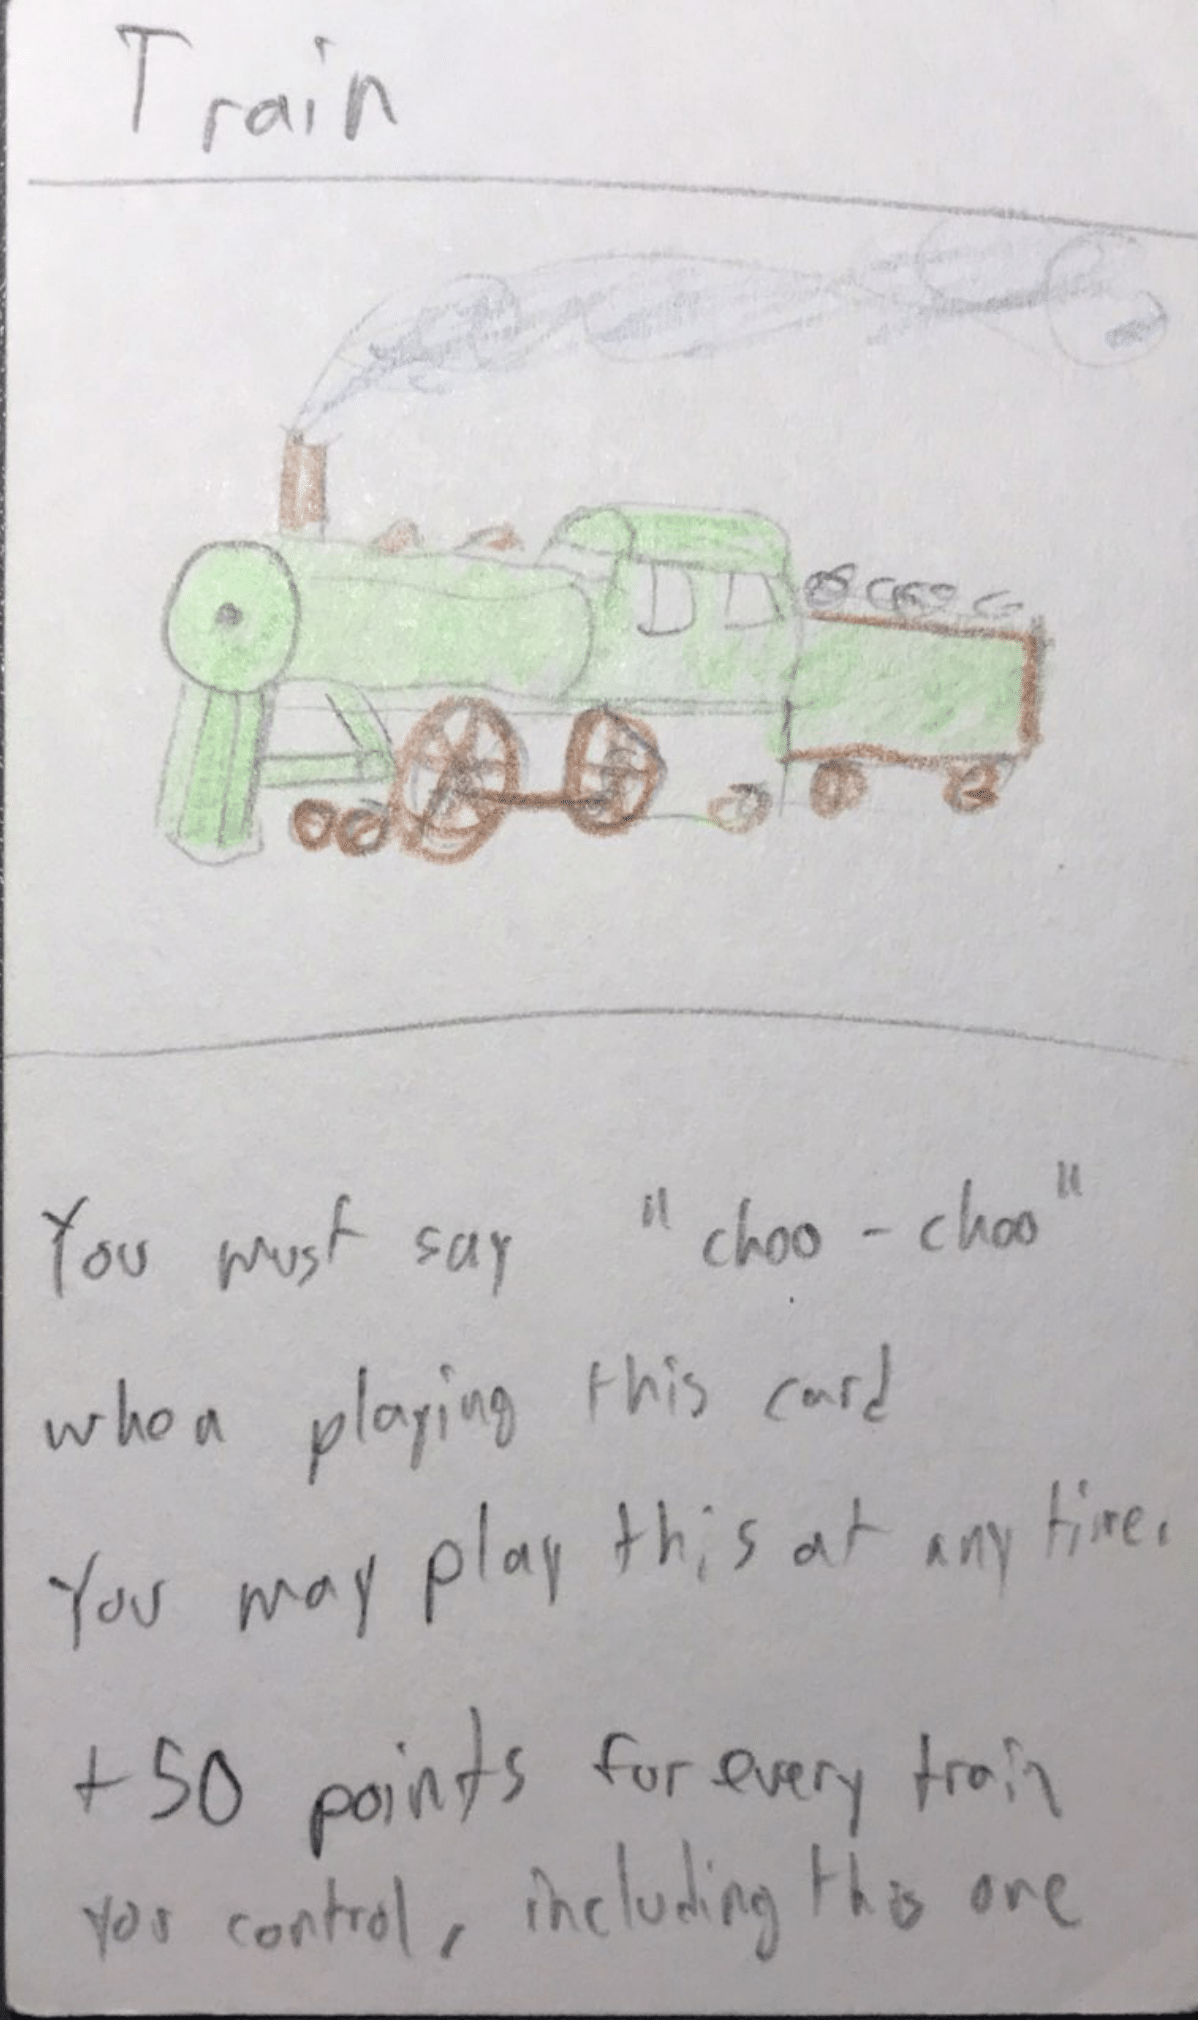 Train
You must say "choo - choo"
when playing this card
You may play this at any time.
+50 points for every train
you control, including this one